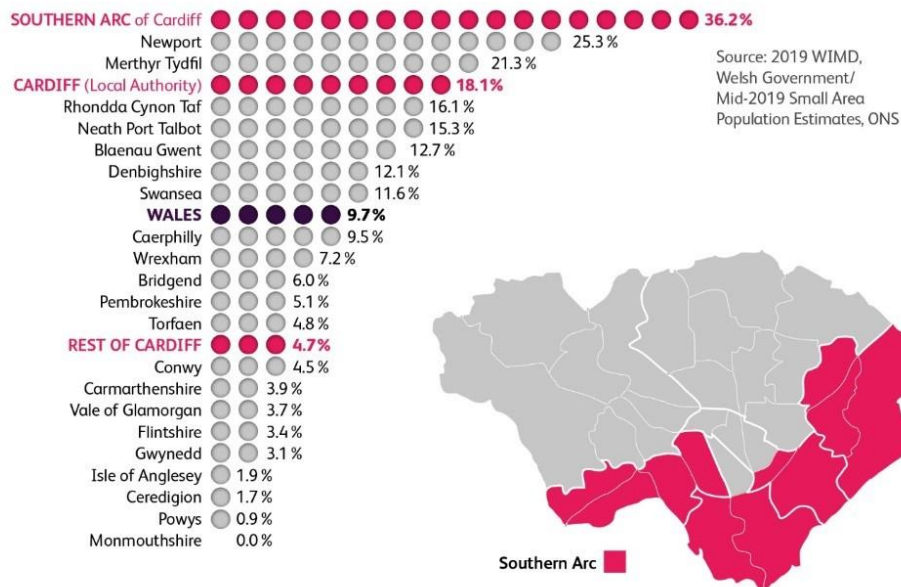 SOUTHERN ARC of Cardiff 36.2%
Newport 25.3%
Merthyr Tydfil 21.3%
CARDIFF (Local Authority) 18.1%
Rhondda Cynon Taf 16.1%
Neath Port Talbot 15.3%
Blaenau Gwent 12.7%
Denbighshire 12.1%
Swansea 11.6%
WALES 9.7%
Caerphilly 9.5%
Wrexham 7.2%
Bridgend 6.0%
Pembrokeshire 5.1%
Torfaen 4.8%
REST OF CARDIFF 4.7%
Conwy 4.5%
Carmarthenshire 3.9%
Vale of Glamorgan 3.7%
Flintshire 3.4%
Gwynedd 3.1%
Isle of Anglesey 1.9%
Ceredigion 1.7%
Powys 0.9%
Monmouthshire 0.0%
Source: 2019 WIMD,
Welsh Government/
Mid-2019 Small Area
Population Estimates, ONS
Southern Arc